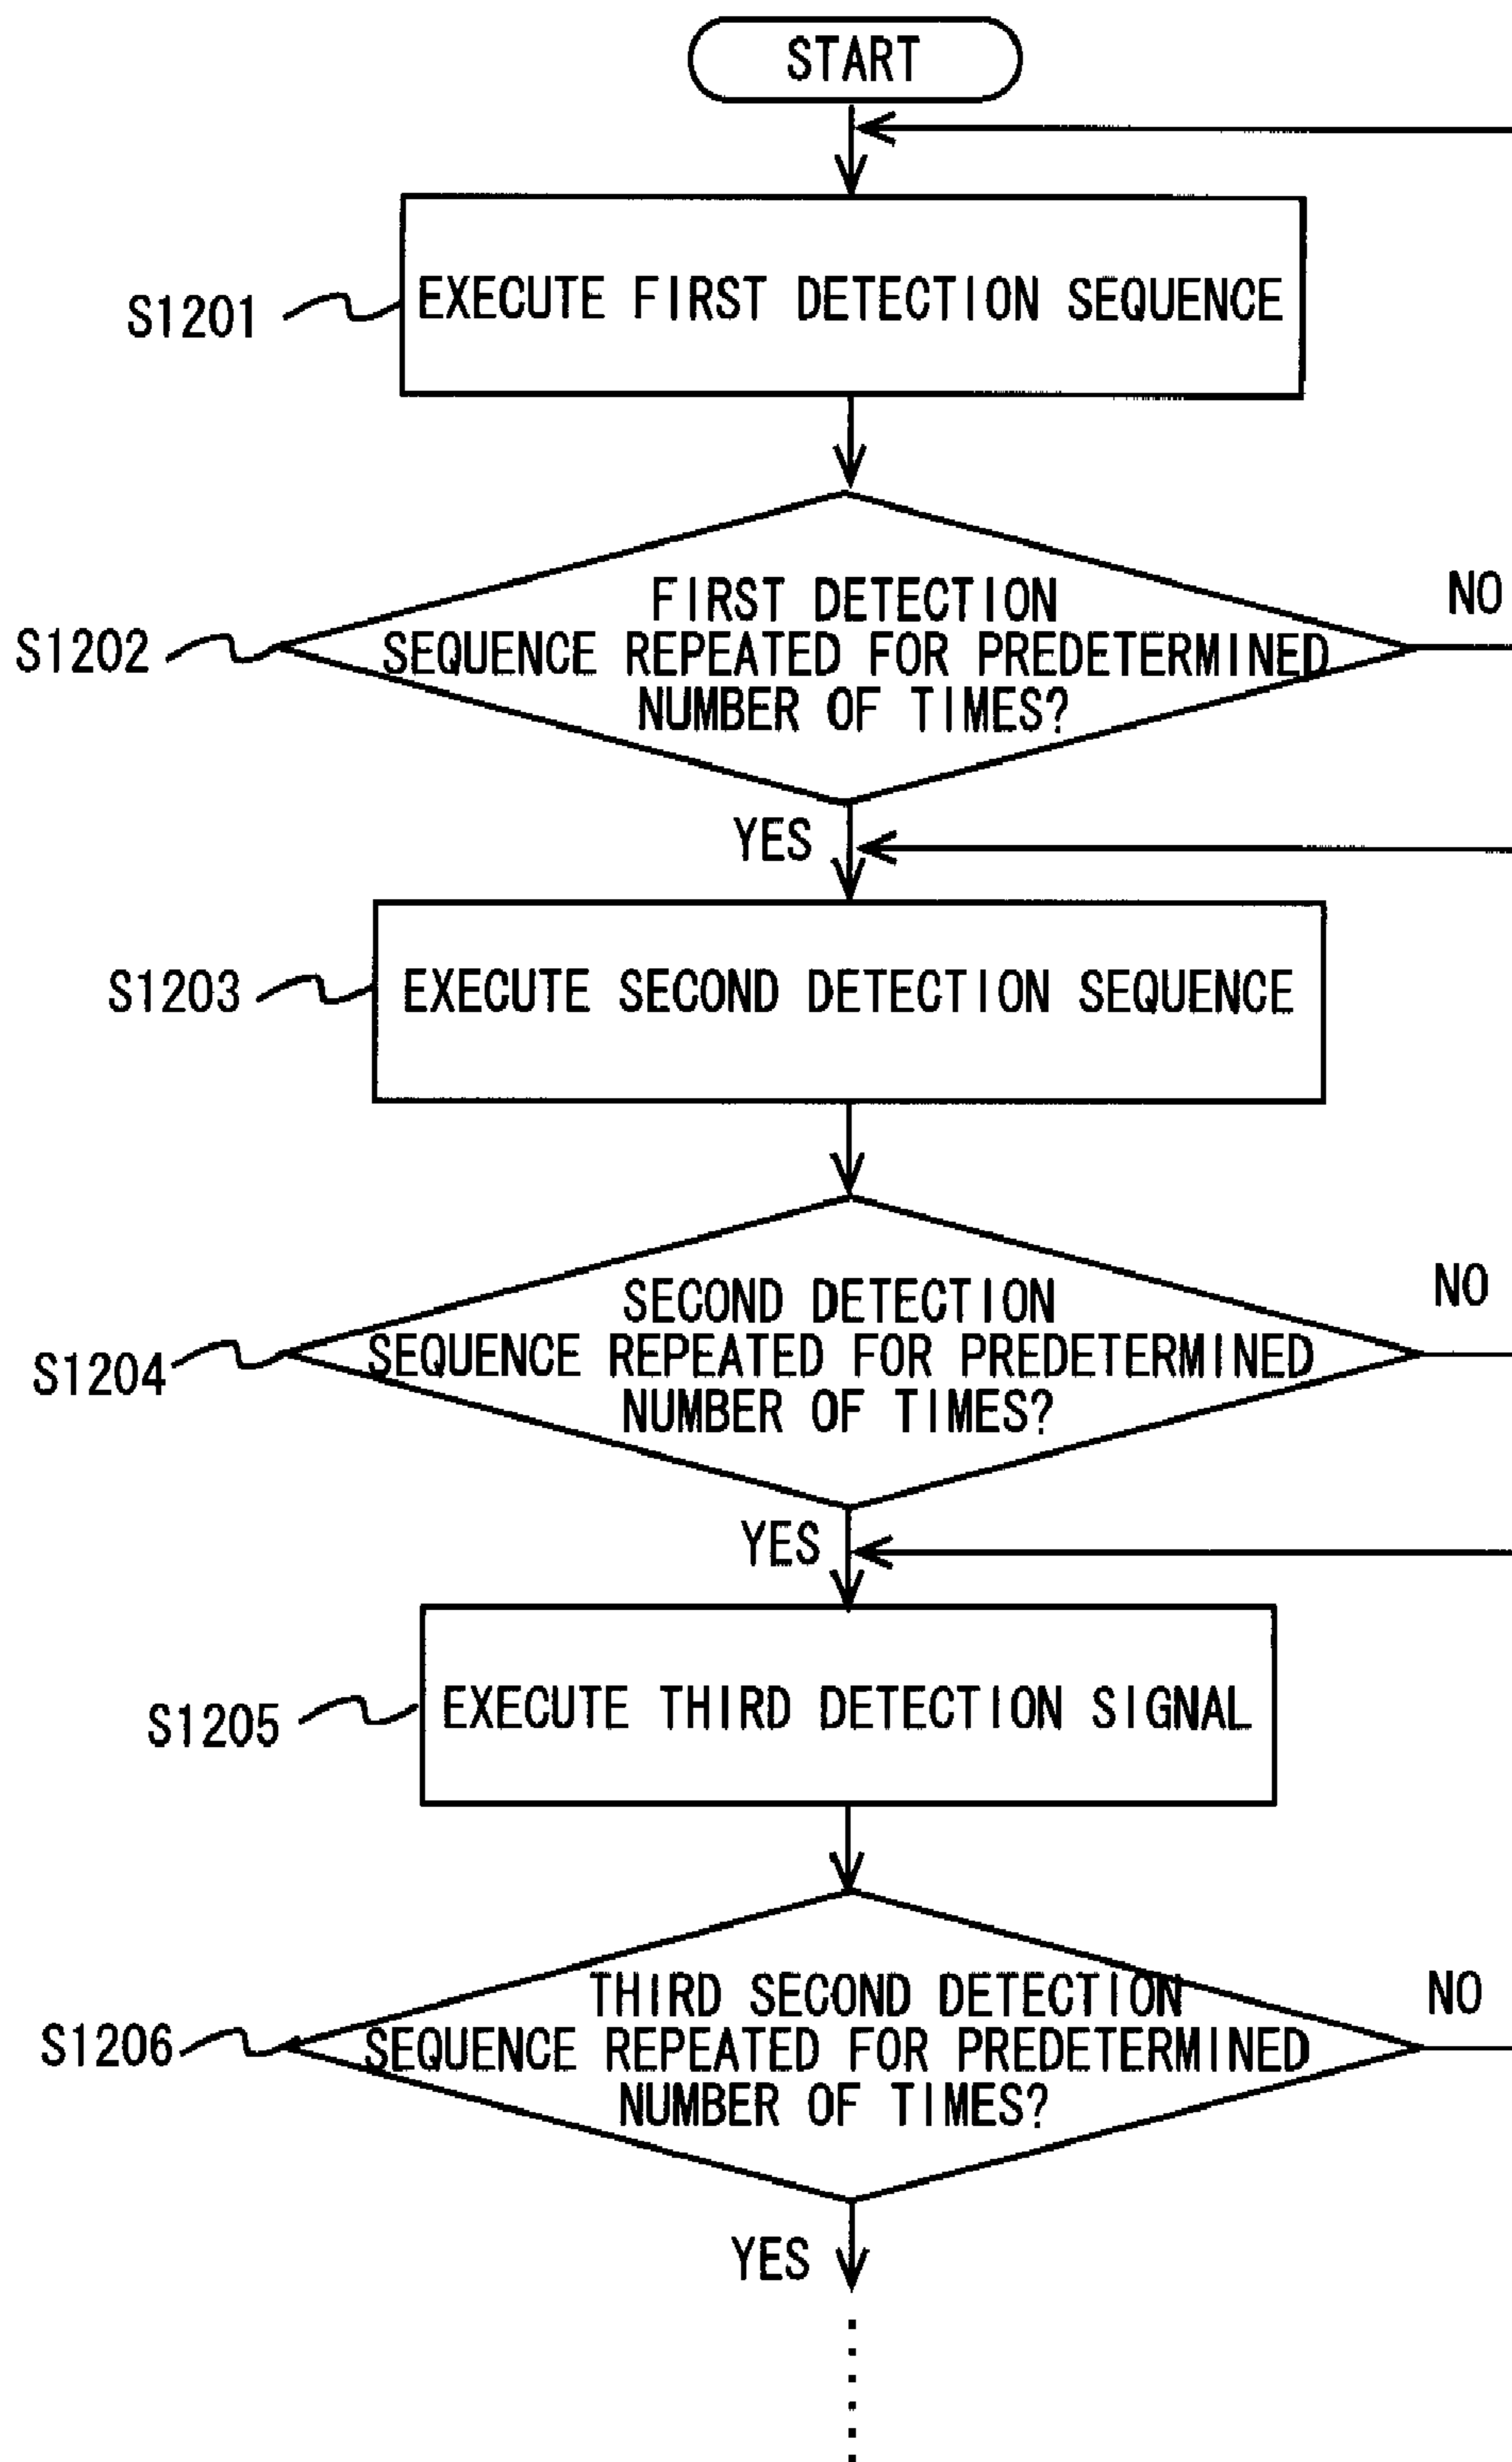 START
S1201
EXECUTE FIRST DETECTION SEQUENCE
S1202
FIRST DETECTION
SEQUENCE REPEATED FOR PREDETERMINED
NUMBER OF TIMES?
NO
YES
S1203
EXECUTE SECOND DETECTION SEQUENCE
S1204
SECOND DETECTION
SEQUENCE REPEATED FOR PREDETERMINED
NUMBER OF TIMES?
NO
YES
S1205
EXECUTE THIRD DETECTION SIGNAL
S1206
THIRD SECOND DETECTION
SEQUENCE REPEATED FOR PREDETERMINED
NUMBER OF TIMES?
NO
YES